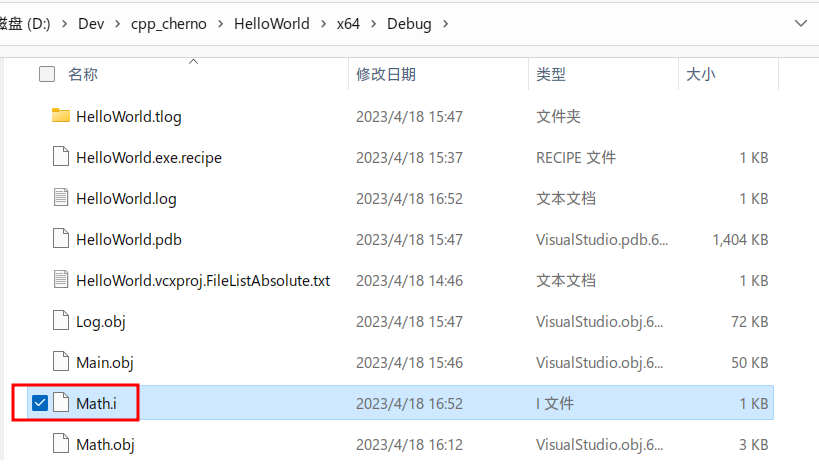 磁盘 (D:) > Dev > cpp_cherno > HelloWorld > x64 > Debug >
名称 修改日期 类型 大小
HelloWorld.tlog 2023/4/18 15:47 文件夹
HelloWorld.exe.recipe 2023/4/18 15:37 RECIPE 文件 1 KB
HelloWorld.log 2023/4/18 16:52 文本文档 1 KB
HelloWorld.pdb 2023/4/18 15:47 VisualStudio.pdb.6... 1,404 KB
HelloWorld.vcxproj.FileListAbsolute.txt 2023/4/18 14:46 文本文档 1 KB
Log.obj 2023/4/18 15:47 VisualStudio.obj.6... 72 KB
Main.obj 2023/4/18 15:46 VisualStudio.obj.6... 50 KB
Math.i 2023/4/18 16:52 I 文件 1 KB
Math.obj 2023/4/18 16:12 VisualStudio.obj.6... 3 KB